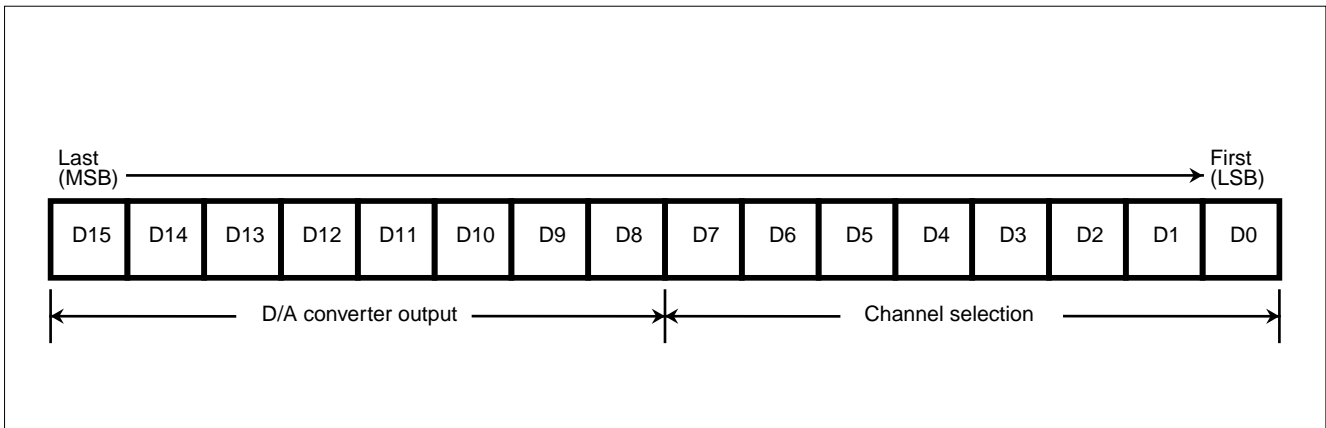 Last
(MSB)
First
(LSB)
D15 D14 D13 D12 D11 D10 D9 D8 D7 D6 D5 D4 D3 D2 D1 D0
D/A converter output Channel selection